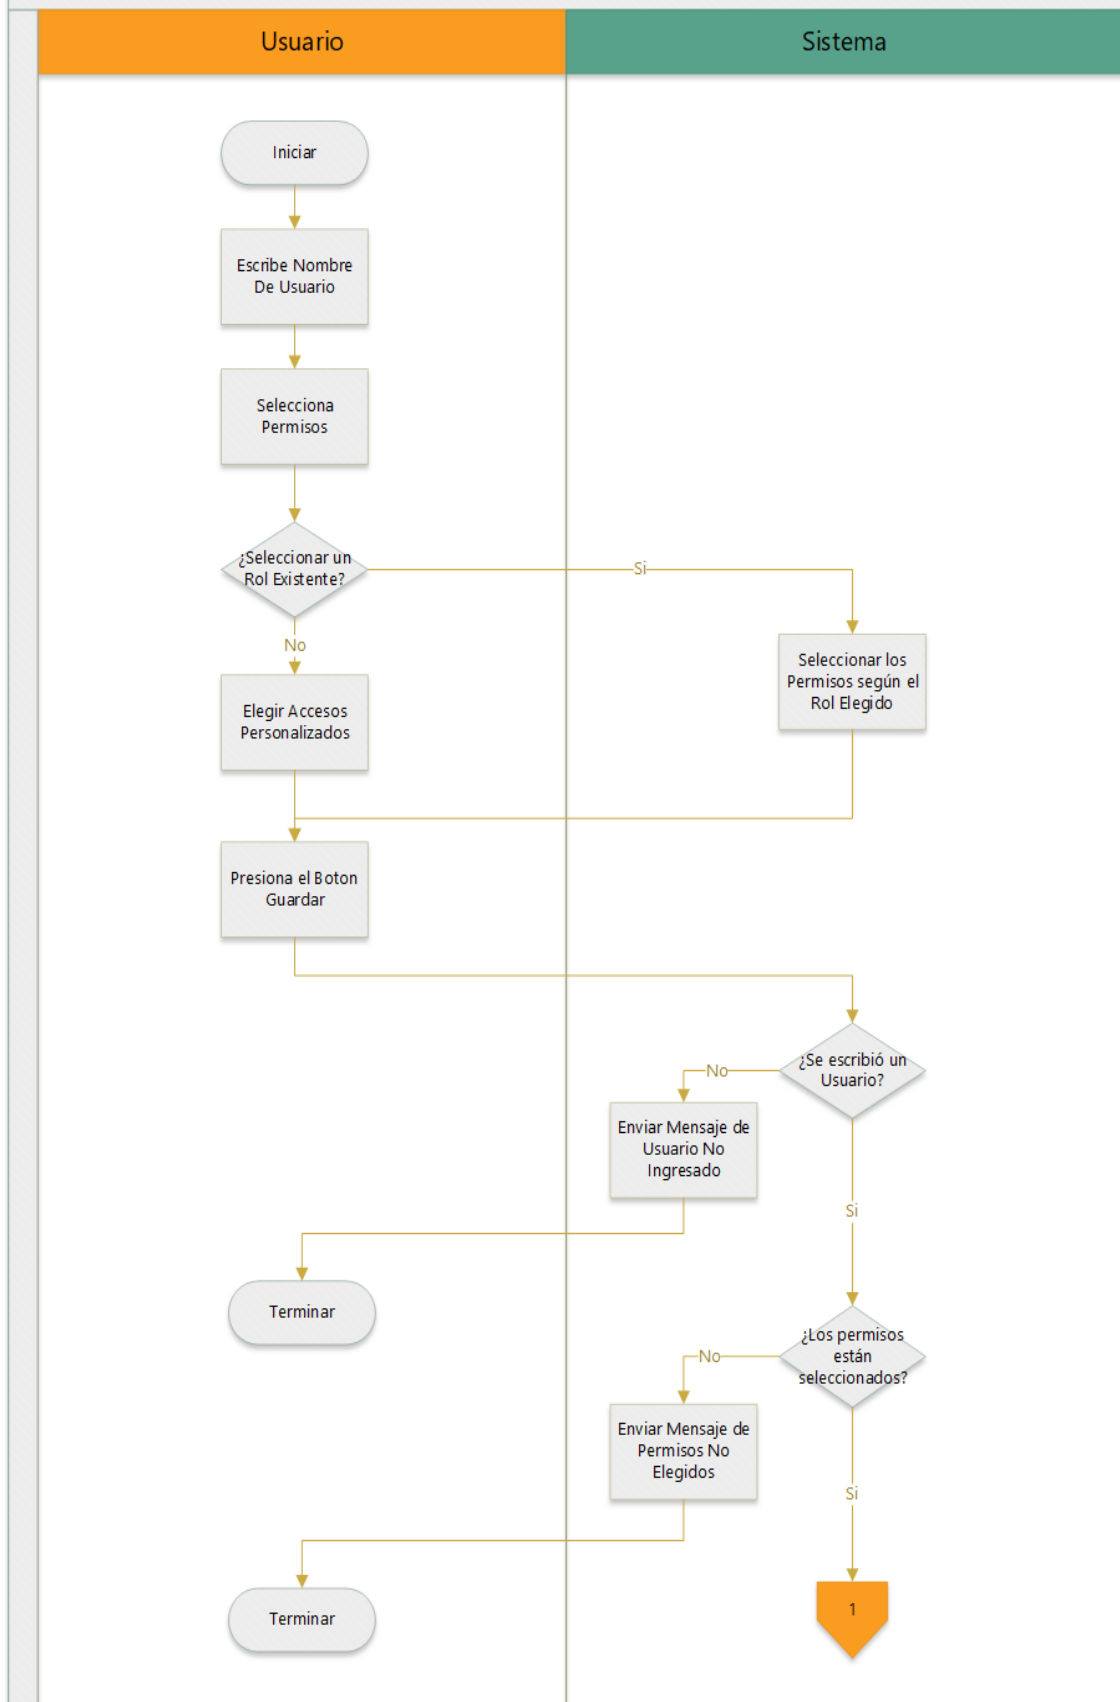 Usuario
Sistema
Iniciar
Escribe Nombre
De Usuario
Selecciona
Permisos
¿Seleccionar un
Rol Existente?
Si
No
Seleccionar los
Permisos según el
Rol Elegido
Elegir Accesos
Personalizados
Presiona el Boton
Guardar
¿Se escribió un
Usuario?
No
Enviar Mensaje de
Usuario No
Ingresado
Si
Terminar
¿Los permisos
están
seleccionados?
No
Enviar Mensaje de
Permisos No
Elegidos
Si
Terminar
1